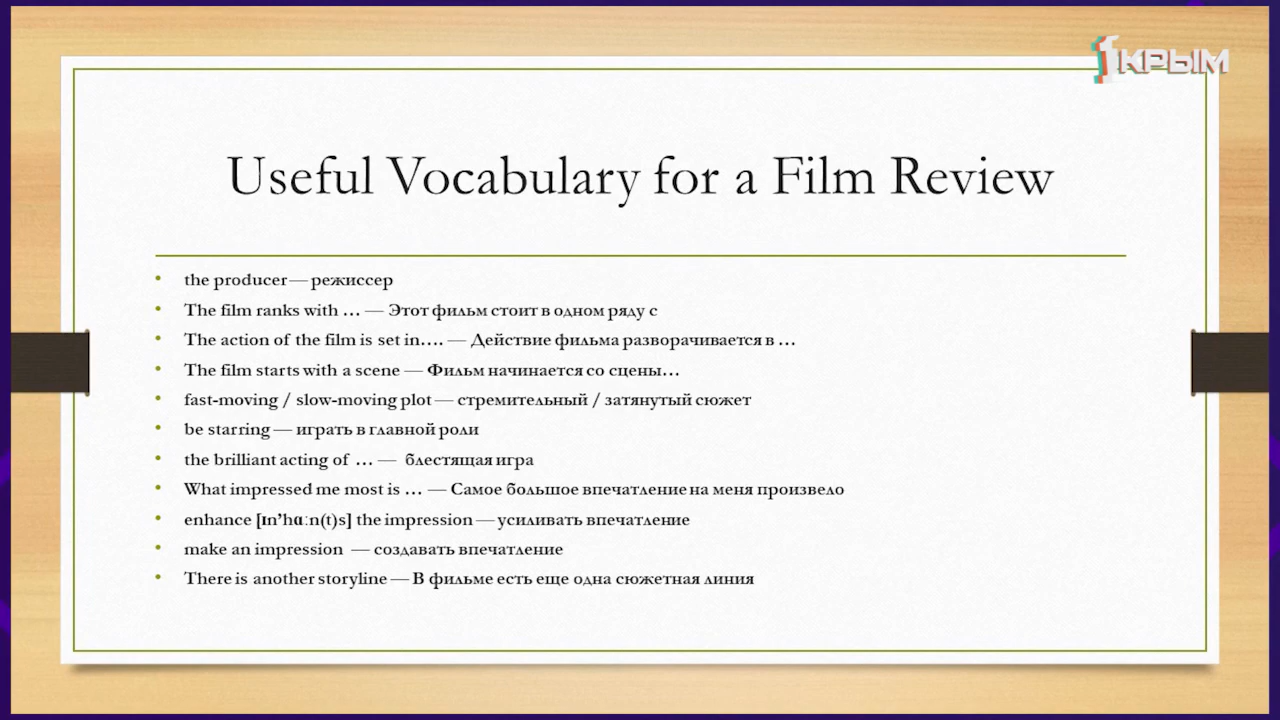 1КРЫМ
Useful Vocabulary for a Film Review
• the producer — режиссер
• The film ranks with … — Этот фильм стоит в одном ряду с
• The action of the film is set in…. — Действие фильма разворачивается в …
• The film starts with a scene — Фильм начинается со сцены…
• fast-moving / slow-moving plot — стремительный / затянутый сюжет
• be starring — играть в главной роли
• the brilliant acting of … — блестящая игра
• What impressed me most is … — Самое большое впечатление на меня произвело
• enhance [ɪn’hɑːn(t)s] the impression — усиливать впечатление
• make an impression — создавать впечатление
• There is another storyline — В фильме есть еще одна сюжетная линия